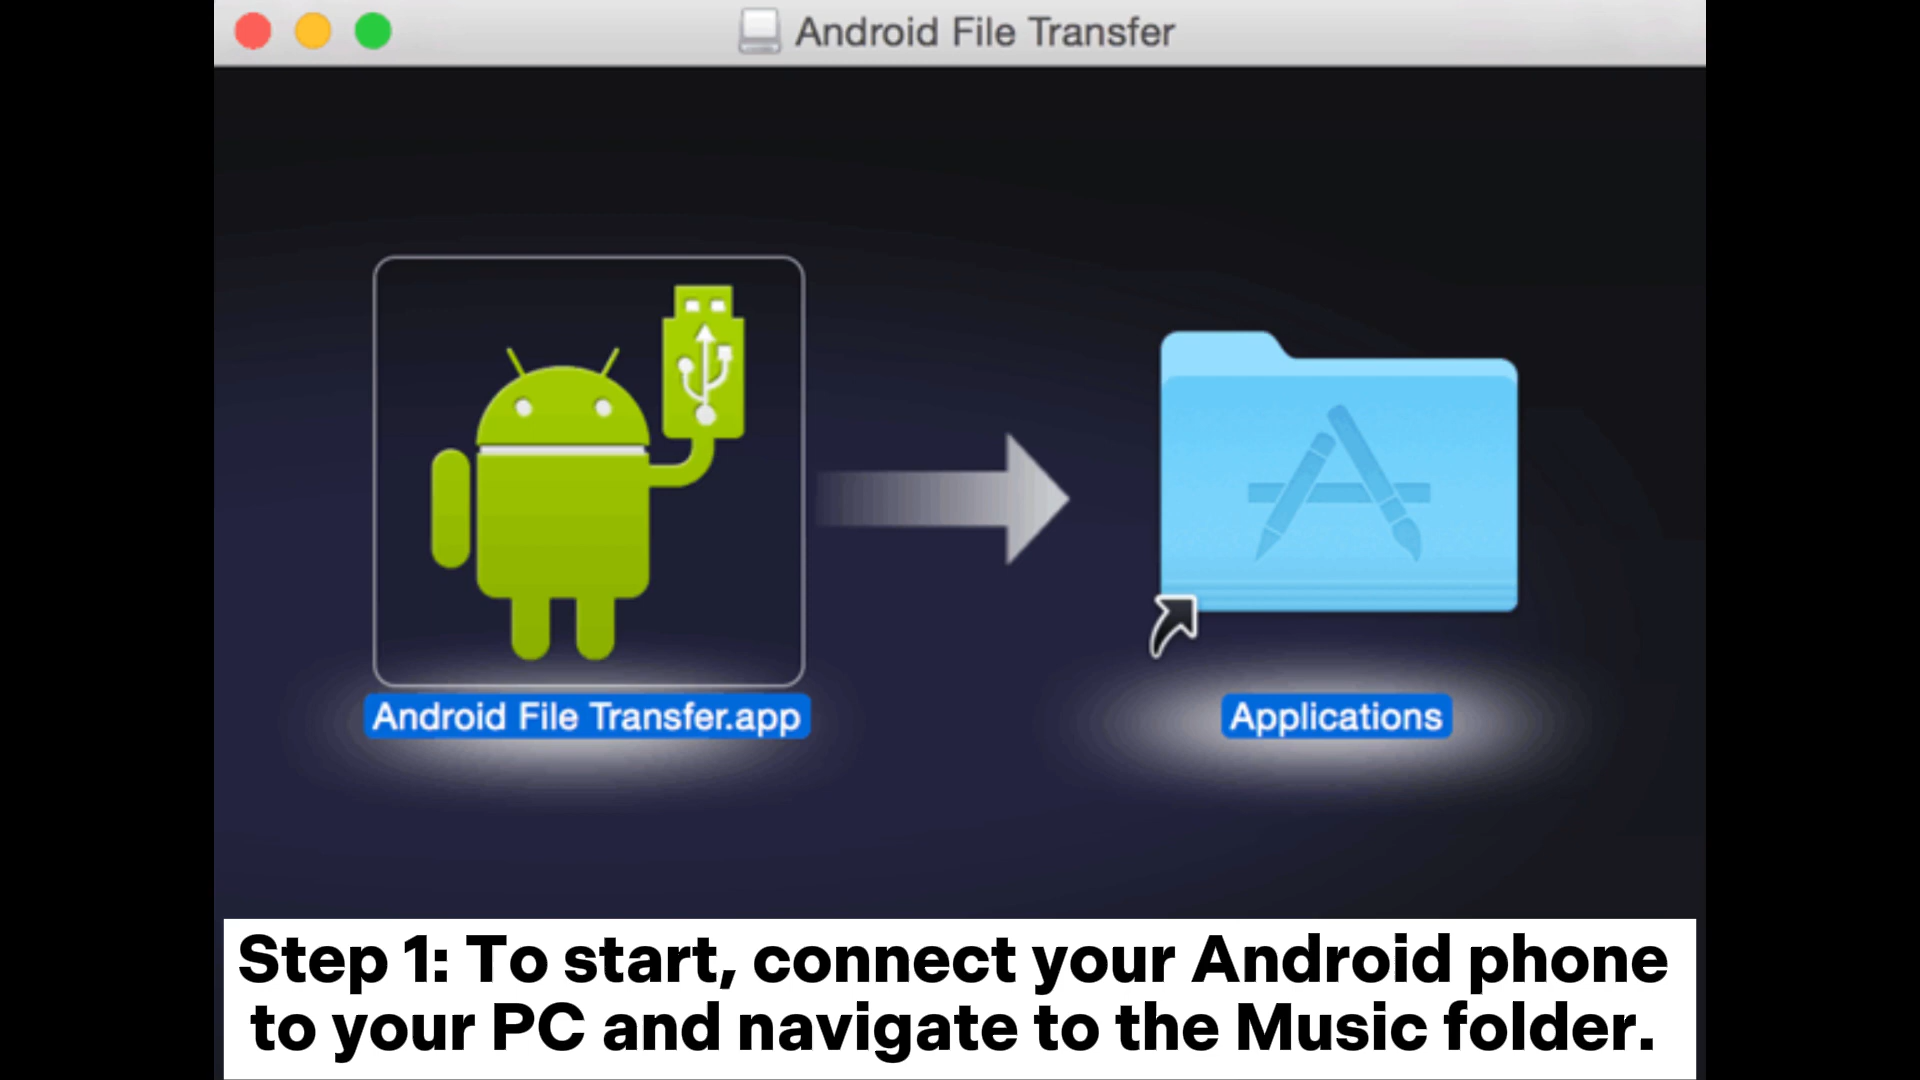 Android File Transfer
Android File Transfer.app
Applications
Step 1: To start, connect your Android phone
to your PC and navigate to the Music folder.